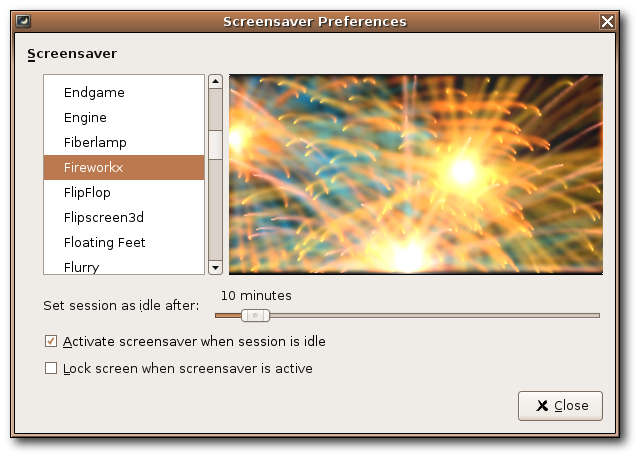 Screensaver Preferences
Screensaver
Endgame
Engine
Fiberlamp
Fireworkx
FlipFlop
Flipscreen3d
Floating Feet
Flurry
10 minutes
Set session as idle after:
Activate screensaver when session is idle
Lock screen when screensaver is active
Close